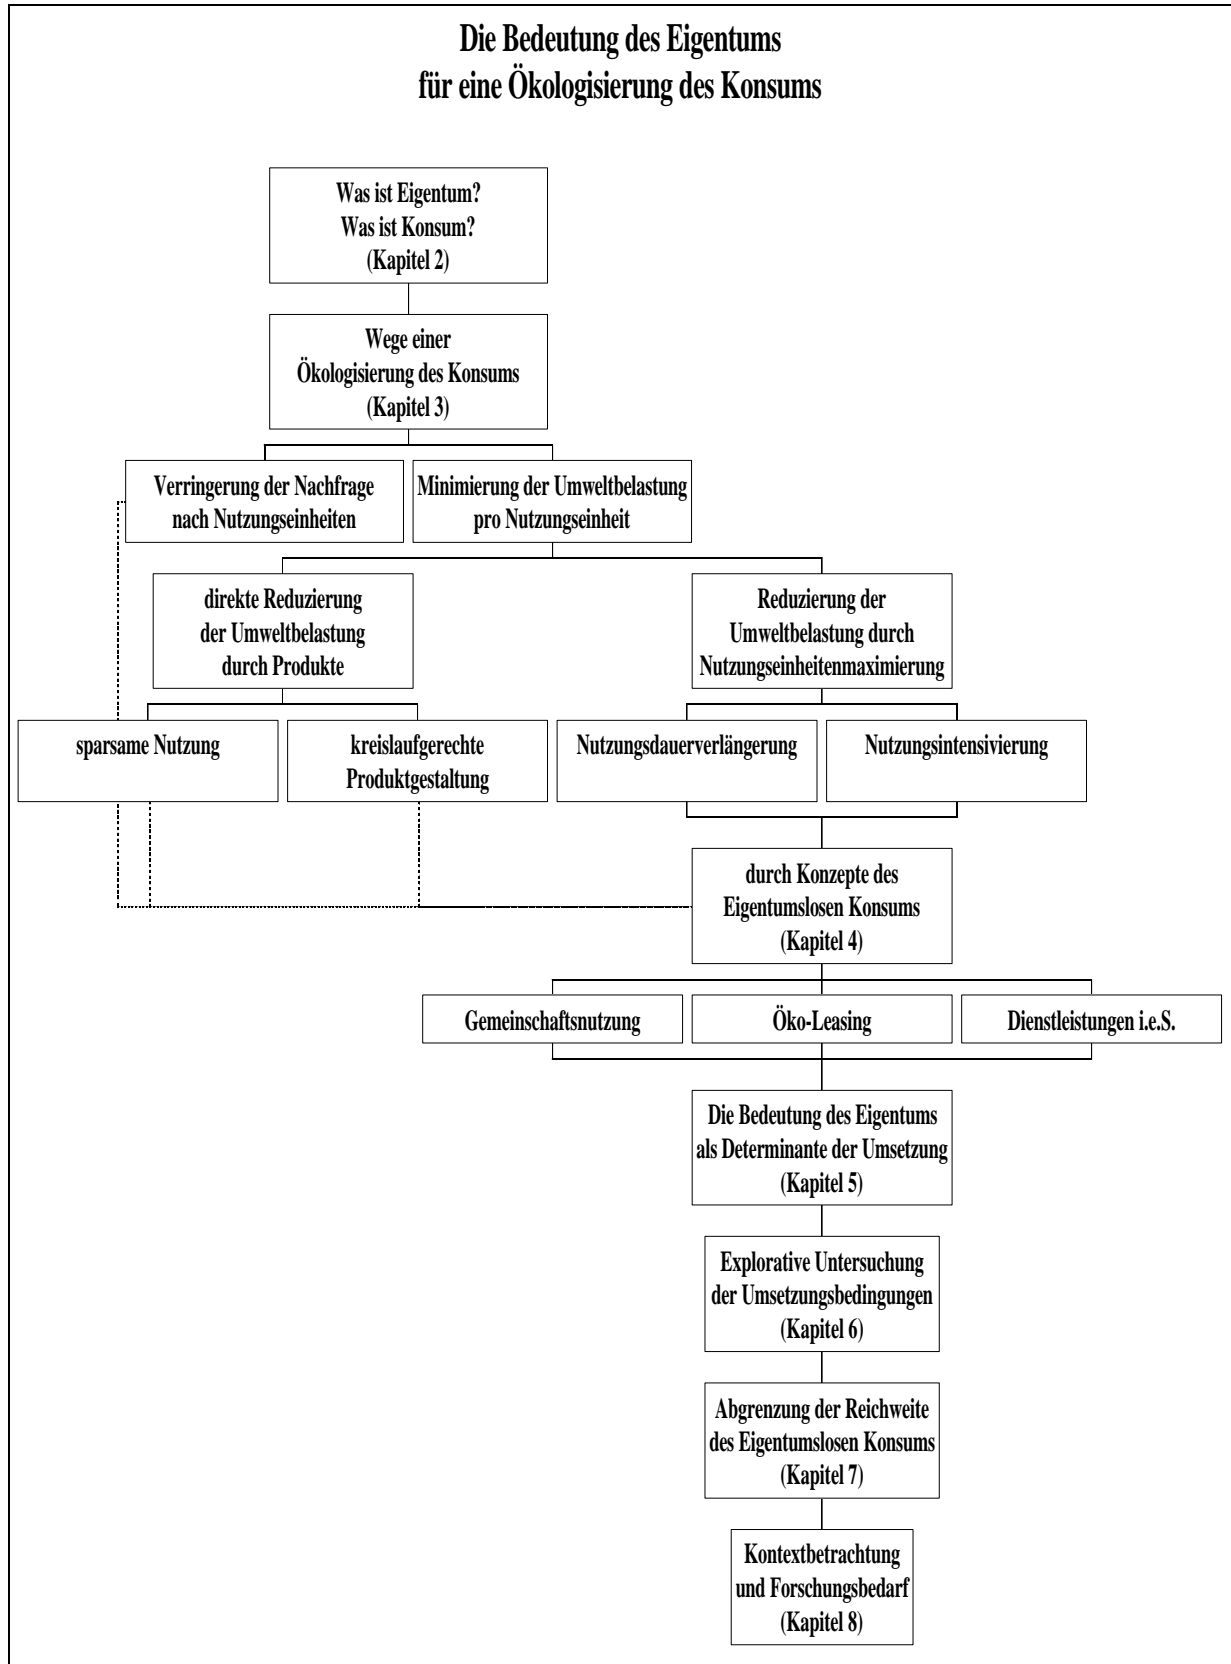 Die Bedeutung des Eigentums
für eine Ökologisierung des Konsums
Was ist Eigentum?
Was ist Konsum?
(Kapitel 2)
Wege einer
Ökologisierung des Konsums
(Kapitel 3)
Verringerung der Nachfrage
nach Nutzungseinheiten
Minimierung der Umweltbelastung
pro Nutzungseinheit
direkte Reduzierung
der Umweltbelastung
durch Produkte
Reduzierung der
Umweltbelastung durch
Nutzungseinheitenmaximierung
sparsame Nutzung
kreislaufgerechte
Produktgestaltung
Nutzungsdauerverlängerung
Nutzungsintensivierung
durch Konzepte des
Eigentumslosen Konsums
(Kapitel 4)
Gemeinschaftsnutzung
Öko-Leasing
Dienstleistungen i.e.S.
Die Bedeutung des Eigentums
als Determinante der Umsetzung
(Kapitel 5)
Explorative Untersuchung
der Umsetzungsbedingungen
(Kapitel 6)
Abgrenzung der Reichweite
des Eigentumslosen Konsums
(Kapitel 7)
Kontextbetrachtung
und Forschungsbedarf
(Kapitel 8)